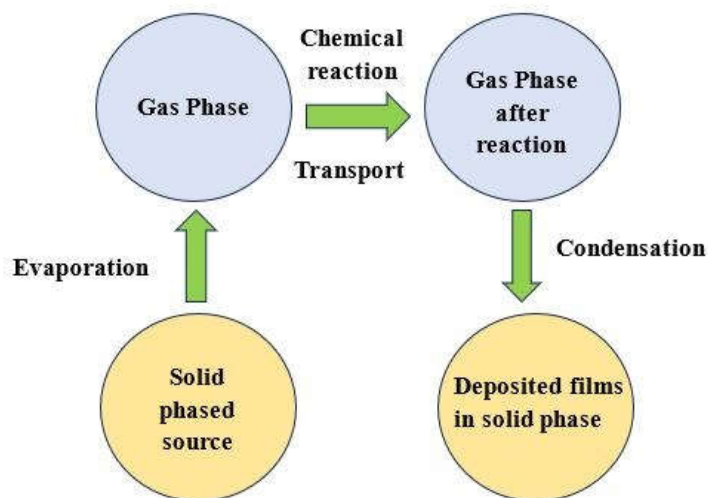 Chemical
reaction
Gas Phase
Gas Phase
after
reaction
Transport
Evaporation
Condensation
Solid
phased
source
Deposited films
in solid phase